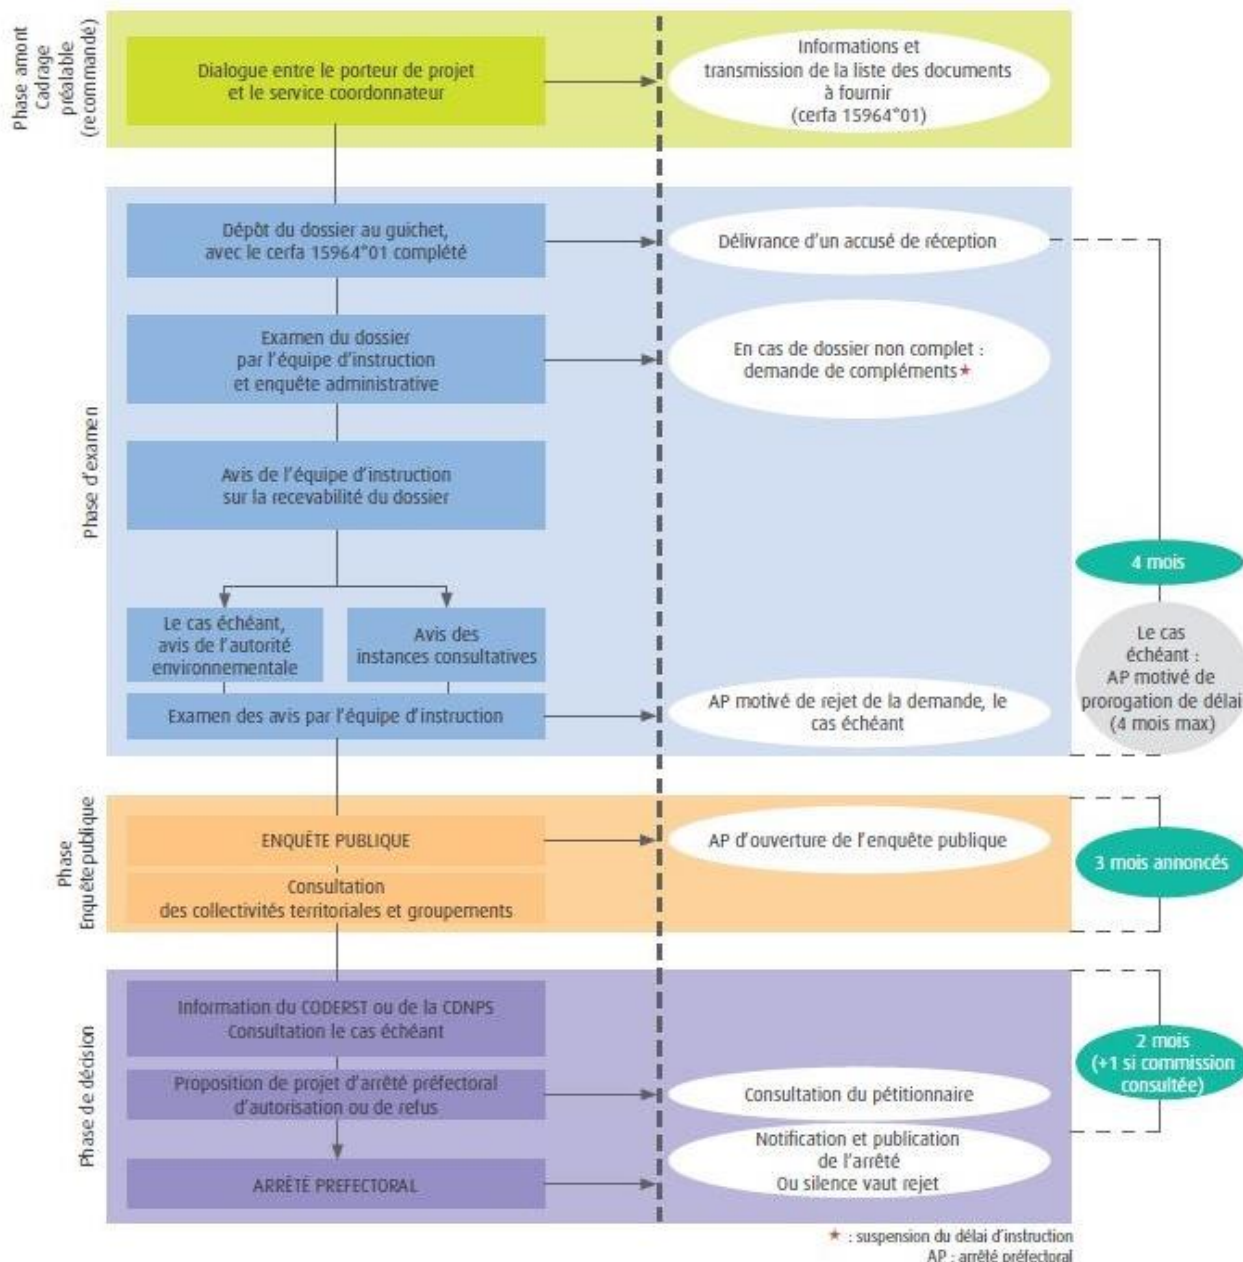 Phase amont
Cadrage
préalable
(recommandé)
Dialogue entre le porteur de projet
et le service coordonnateur
Informations et
transmission de la liste des documents
à fournir
(cerfa 15964*01)
Phase d'examen
Dépôt du dossier au guichet,
avec le cerfa 15964*01 complété
Délivrance d'un accusé de réception
Examen du dossier
par l'équipe d'instruction
et enquête administrative
En cas de dossier non complet :
demande de compléments★
Avis de l'équipe d'instruction
sur la recevabilité du dossier
Le cas échéant,
avis de l'autorité
environnementale
Avis des
instances consultatives
Examen des avis par l'équipe d'instruction
AP motivé de rejet de la demande, le
cas échéant
4 mois
Le cas
échéant :
AP motivé de
prorogation de délai
(4 mois max)
Phase
Enquête publique
ENQUÊTE PUBLIQUE
AP d'ouverture de l'enquête publique
Consultation
des collectivités territoriales et groupements
3 mois annoncés
Phase de décision
Information du CODERST ou de la CDNPS
Consultation le cas échéant
Proposition de projet d'arrêté préfectoral
d'autorisation ou de refus
Consultation du pétitionnaire
ARRÊTÉ PREFECTORAL
Notification et publication
de l'arrêté
Ou silence vaut rejet
2 mois
(+1 si commission
consultée)
★ : suspension du délai d'instruction
AP : arrêté préfectoral